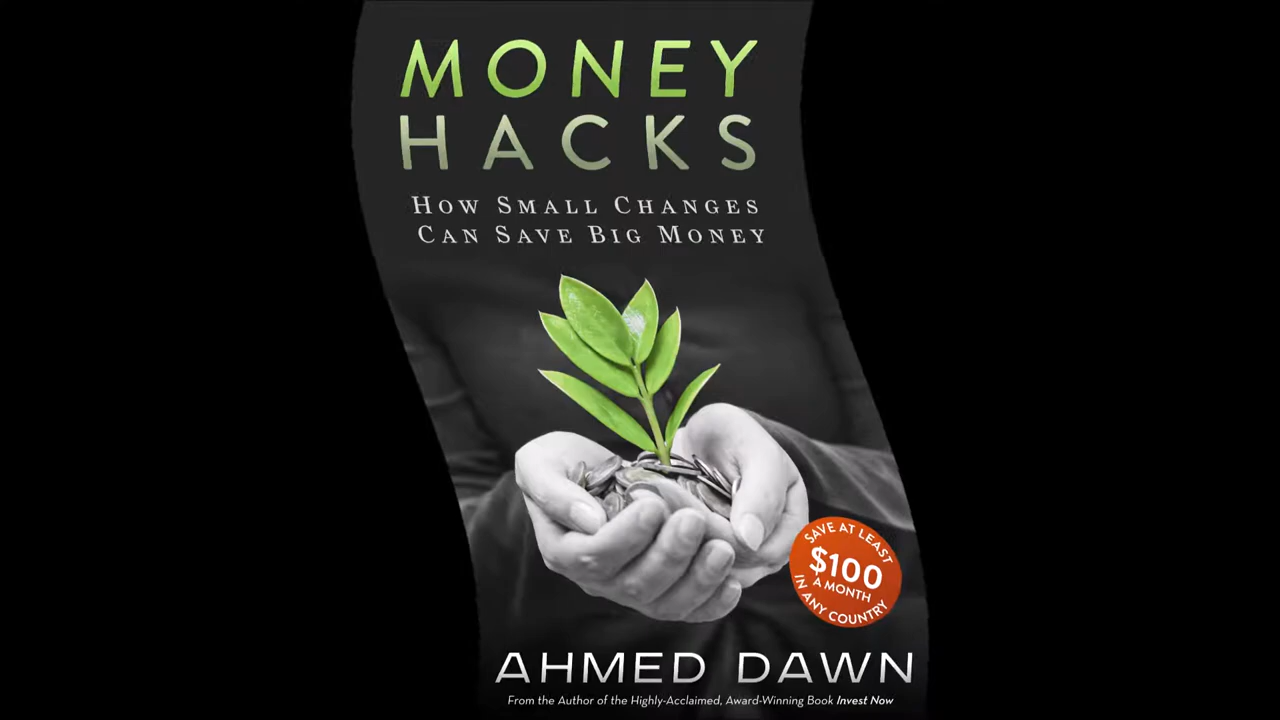 MONEY
HACKS
HOW SMALL CHANGES
CAN SAVE BIG MONEY
SAVE AT LEAST
$100
A MONTH
IN ANY COUNTRY
AHMED DAWN
From the Author of the Highly-Acclaimed, Award-Winning Book Invest Now